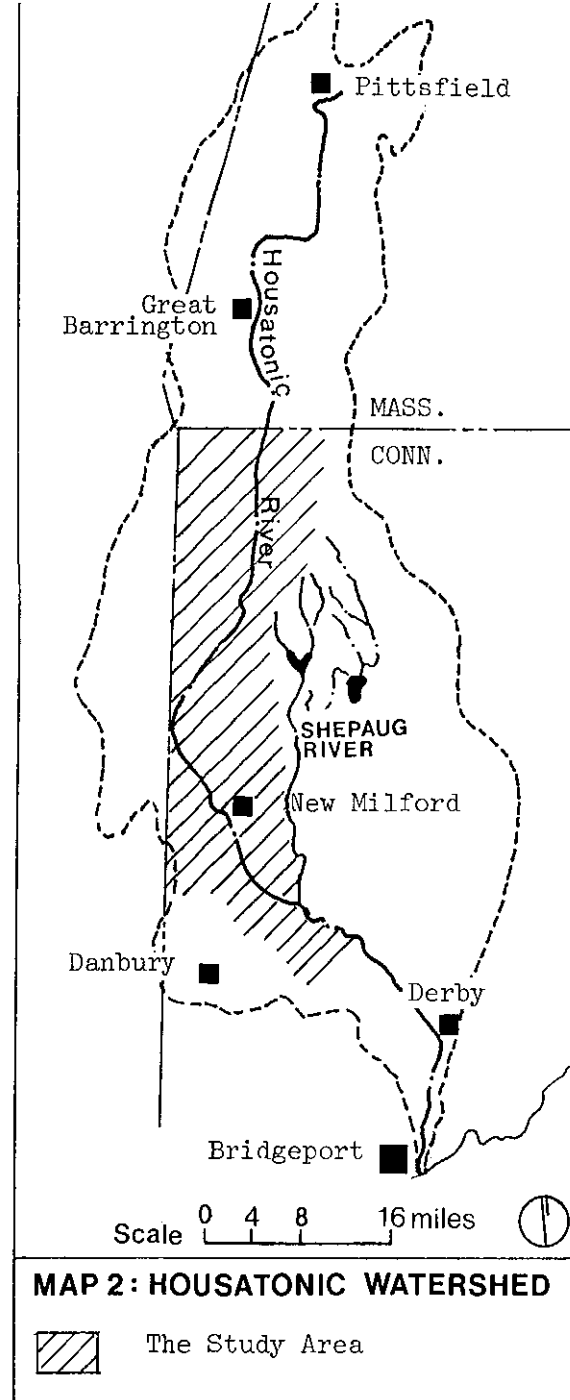 Pittsfield
Housatonic
Great
Barrington
MASS.
CONN.
River
SHEPAUG
RIVER
New Milford
Danbury
Derby
Bridgeport
Scale 0 4 8 16 miles
MAP 2: HOUSATONIC WATERSHED
The Study Area